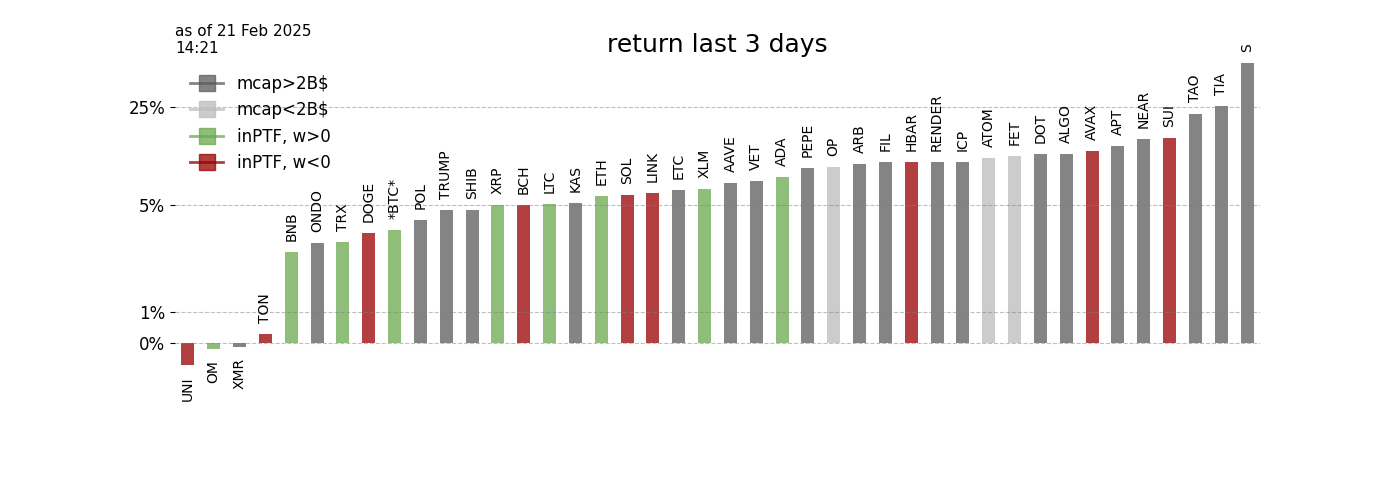 as of 21 Feb 2025
14:21
return last 3 days
mcap>2B$
mcap<2B$
inPTF, w>0
inPTF, w<0
25%
5%
1%
0%
UNI
OM
XMR
TON
BNB
ONDO
TRX
DOGE
*BTC*
POL
TRUMP
SHIB
XRP
BCH
LTC
KAS
ETH
SOL
LINK
ETC
XLM
AAVE
VET
ADA
PEPE
OP
ARB
FIL
HBAR
RENDER
ICP
ATOM
FET
DOT
ALGO
AVAX
APT
NEAR
SUI
TAO
TIA
S